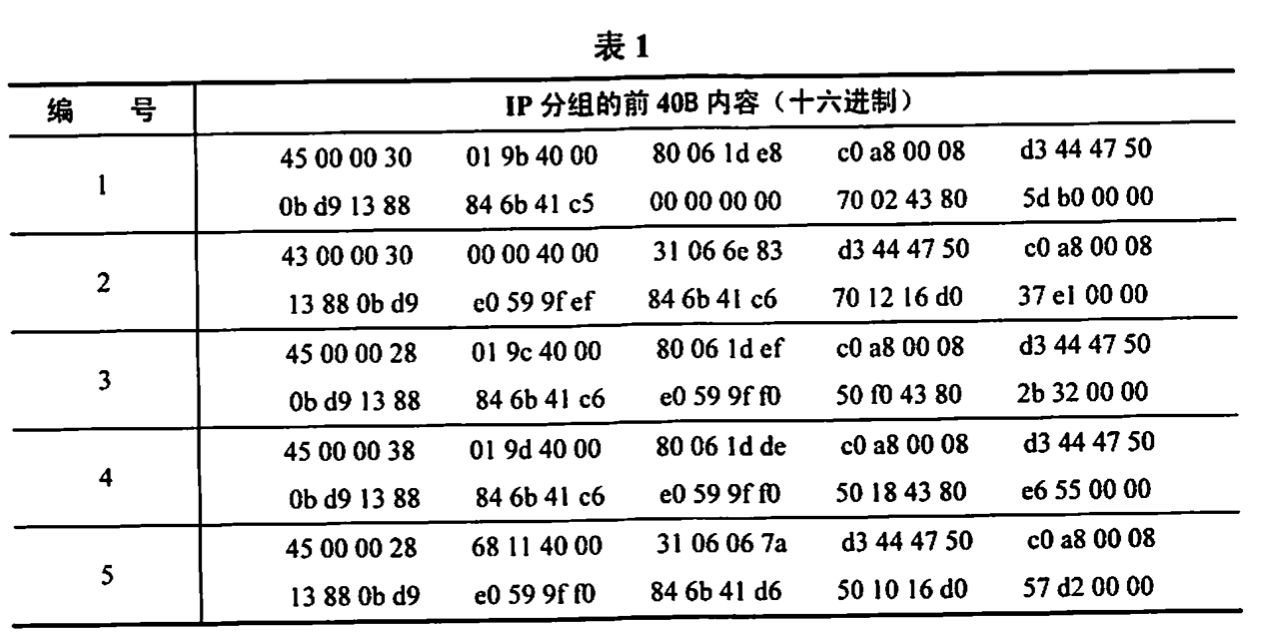 表 1
编 号 IP 分组的前 40B 内容（十六进制）
1 45 00 00 30 01 9b 40 00 80 06 1d e8 c0 a8 00 08 d3 44 47 50
0b d9 13 88 84 6b 41 c5 00 00 00 00 70 02 43 80 5d b0 00 00
2 43 00 00 30 00 00 40 00 31 06 6e 83 d3 44 47 50 c0 a8 00 08
13 88 0b d9 e0 59 9f ef 84 6b 41 c6 70 12 16 d0 37 e1 00 00
3 45 00 00 28 01 9c 40 00 80 06 1d ef c0 a8 00 08 d3 44 47 50
0b d9 13 88 84 6b 41 c6 e0 59 9f f0 50 f0 43 80 2b 32 00 00
4 45 00 00 38 01 9d 40 00 80 06 1d de c0 a8 00 08 d3 44 47 50
0b d9 13 88 84 6b 41 c6 e0 59 9f f0 50 18 43 80 e6 55 00 00
5 45 00 00 28 68 11 40 00 31 06 06 7a d3 44 47 50 c0 a8 00 08
13 88 0b d9 e0 59 9f f0 84 6b 41 d6 50 10 16 d0 57 d2 00 00